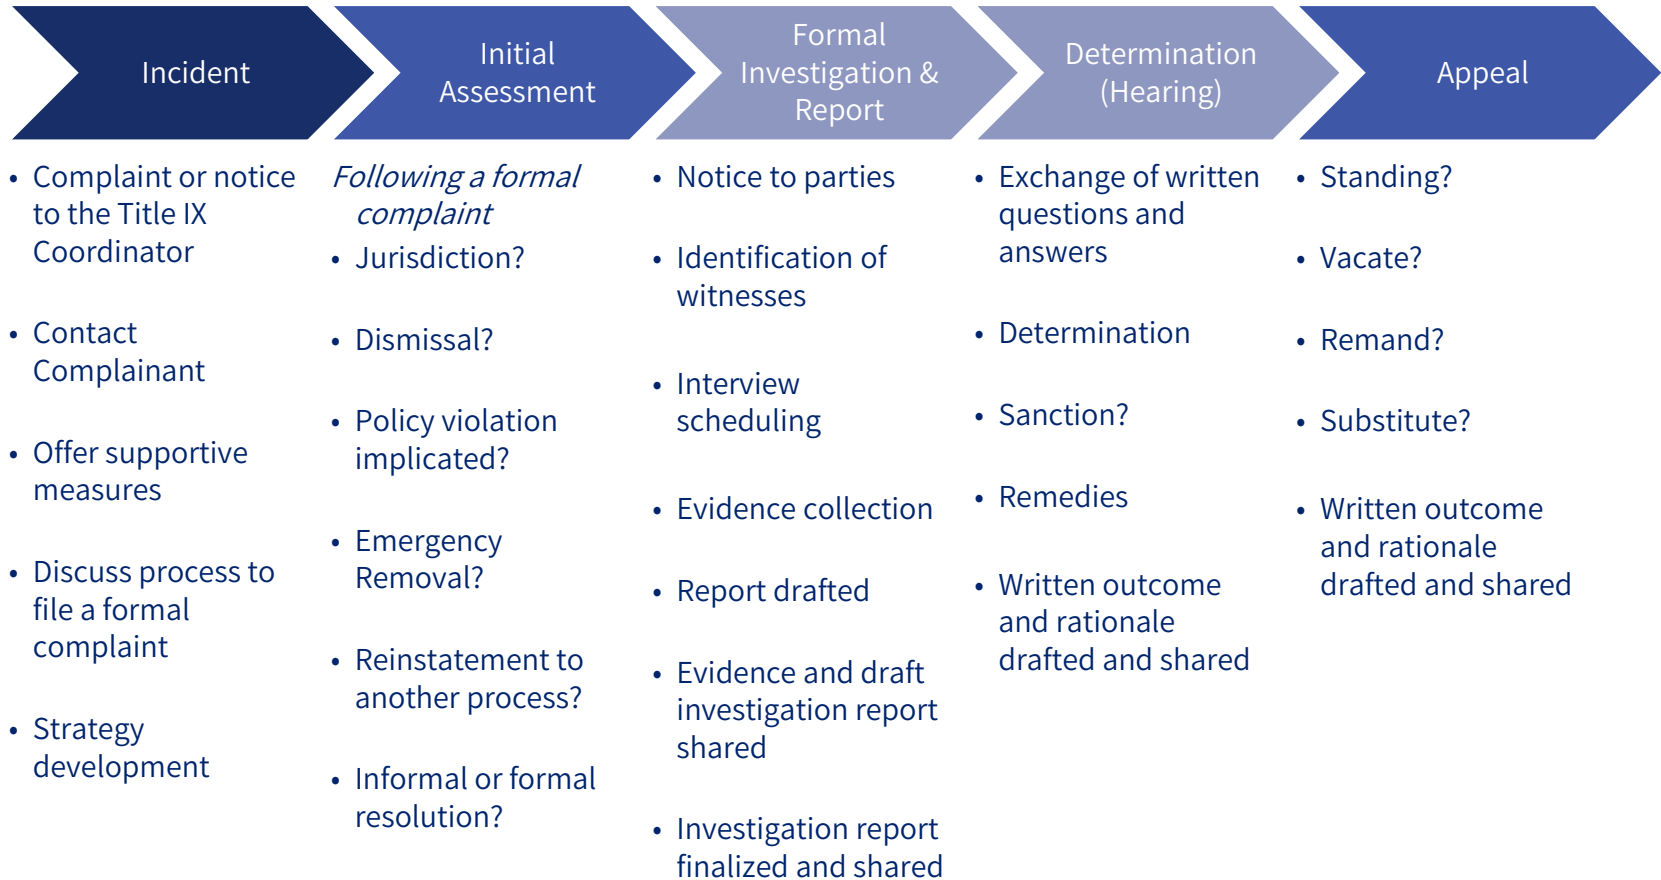 Incident
Initial
Assessment
Formal
Investigation &
Report
Determination
(Hearing)
Appeal
• Complaint or notice
to the Title IX
Coordinator
• Contact
Complainant
• Offer supportive
measures
• Discuss process to
file a formal
complaint
• Strategy
development
Following a formal
complaint
• Jurisdiction?
• Dismissal?
• Policy violation
implicated?
• Emergency
Removal?
• Reinstatement to
another process?
• Informal or formal
resolution?
• Notice to parties
• Identification of
witnesses
• Interview
scheduling
• Evidence collection
• Report drafted
• Evidence and draft
investigation report
shared
• Investigation report
finalized and shared
• Exchange of written
questions and
answers
• Determination
• Sanction?
• Remedies
• Written outcome
and rationale
drafted and shared
• Standing?
• Vacate?
• Remand?
• Substitute?
• Written outcome
and rationale
drafted and shared